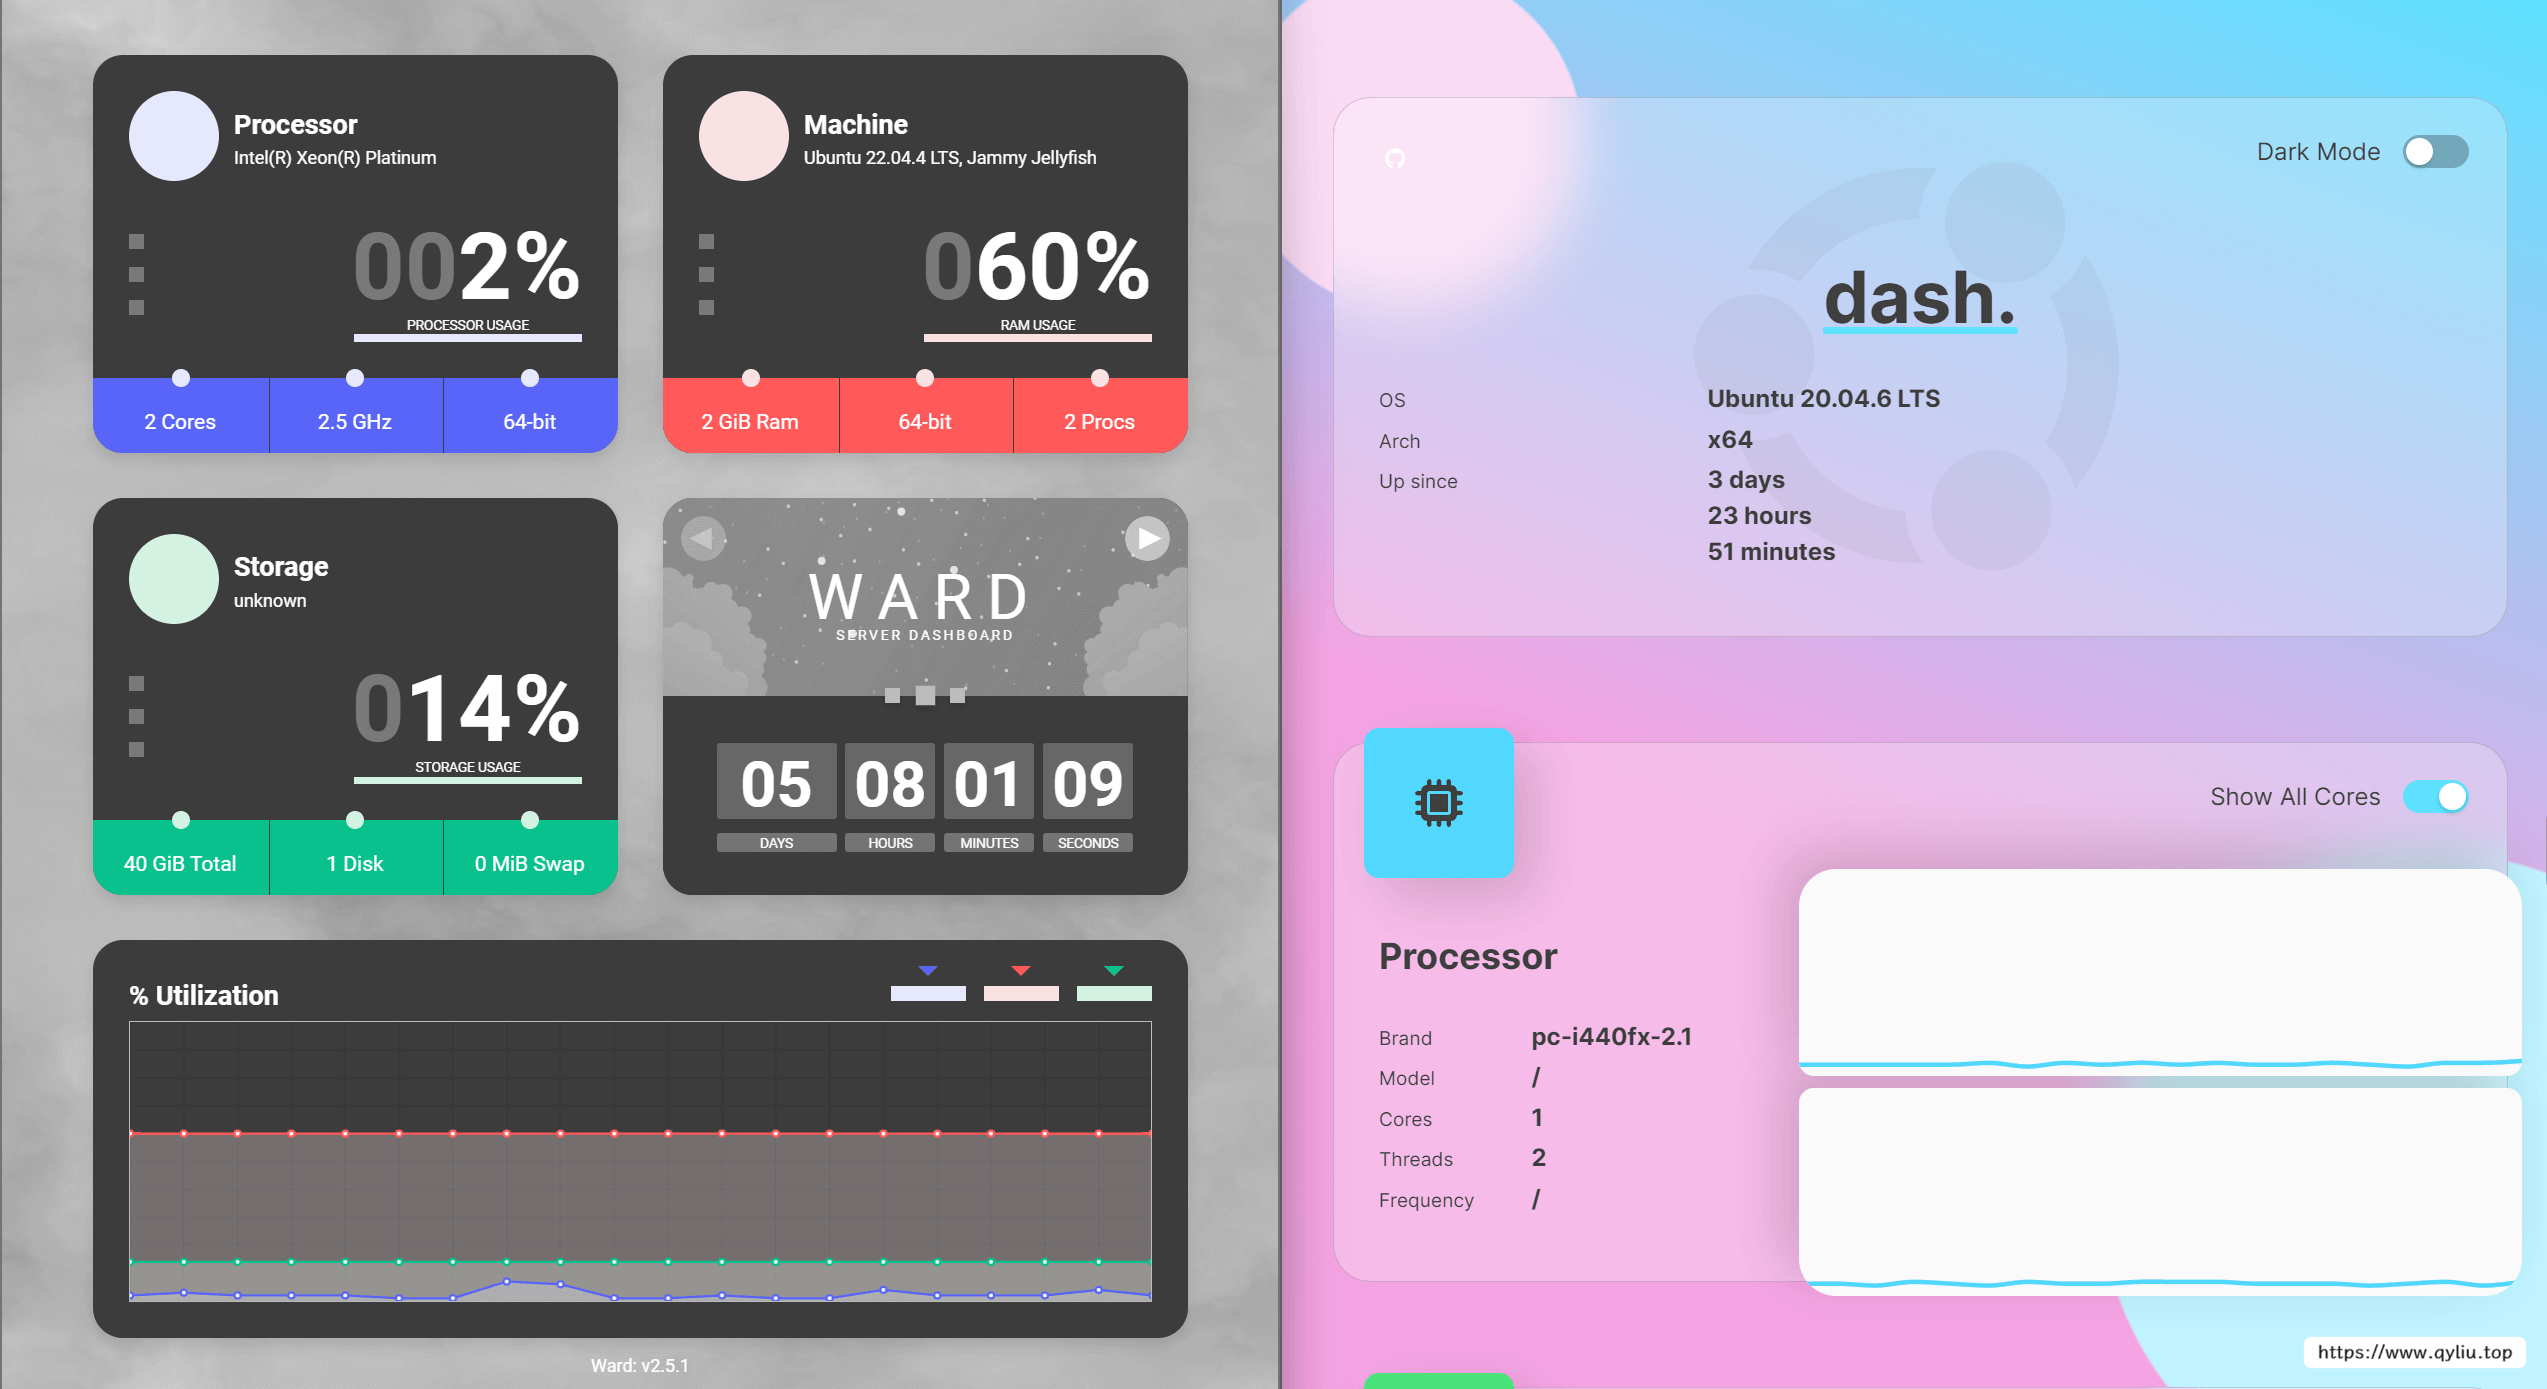 Processor
Intel(R) Xeon(R) Platinum
002%
PROCESSOR USAGE
2 Cores
2.5 GHz
64-bit
Machine
Ubuntu 22.04.4 LTS, Jammy Jellyfish
060%
RAM USAGE
2 GiB Ram
64-bit
2 Procs
Storage
unknown
014%
STORAGE USAGE
40 GiB Total
1 Disk
0 MiB Swap
WARD
SERVER DASHBOARD
05 08 01 09
DAYS HOURS MINUTES SECONDS
% Utilization
Ward: v2.5.1
Dark Mode
dash.
OS Ubuntu 20.04.6 LTS
Arch x64
Up since 3 days
23 hours
51 minutes
Show All Cores
Processor
Brand pc-i440fx-2.1
Model /
Cores 1
Threads 2
Frequency /
https://www.qyliu.top